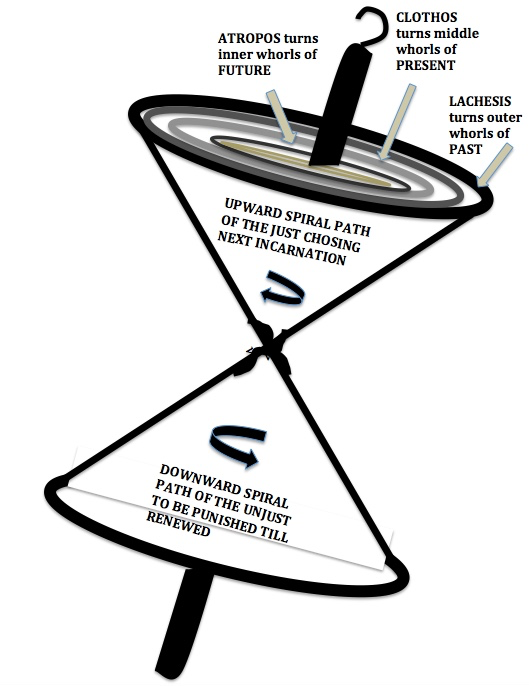 ATROPOS turns
inner whorls of
FUTURE
CLOTHOS
turns middle
whorls of
PRESENT
LACHESIS
turns outer
whorls of
PAST
UPWARD SPIRAL PATH
OF THE JUST CHOSING
NEXT INCARNATION
DOWNWARD SPIRAL
PATH OF THE UNJUST
TO BE PUNISHED TILL
RENEWED